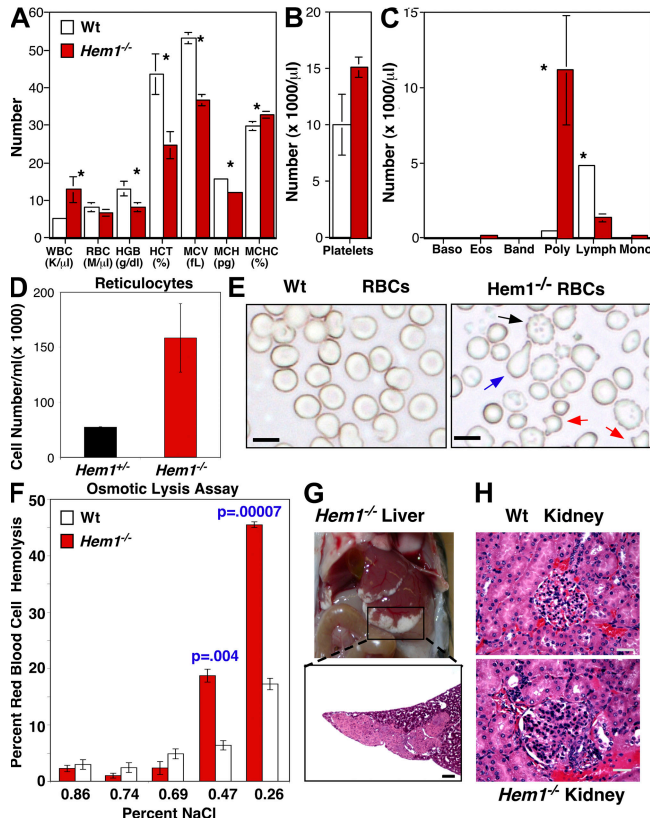 A
Wt
Hem1-/-
Number
60
50
40
30
20
10
0
*
*
*
*
*
*
WBC RBC HGB HCT MCV MCH MCHC
(K/µl) (M/µl) (g/dl) (%) (fL) (pg) (%)
B
Number (x 1000/µl)
20
15
10
5
0
Platelets
C
Number (x 1000/µl)
15
10
5
0
*
*
Baso Eos Band Poly Lymph Mono
D
Reticulocytes
Cell Number/ml(x 1000)
200
150
100
0
Hem1+/- Hem1-/-
E
Wt RBCs
Hem1-/- RBCs
F
Osmotic Lysis Assay
Wt
Hem1-/-
Percent Red Blood Cell Hemolysis
50
45
40
30
20
10
0
p=.004
p=.00007
0.86 0.74 0.69 0.47 0.26
Percent NaCl
G
Hem1-/- Liver
H
Wt Kidney
Hem1-/- Kidney